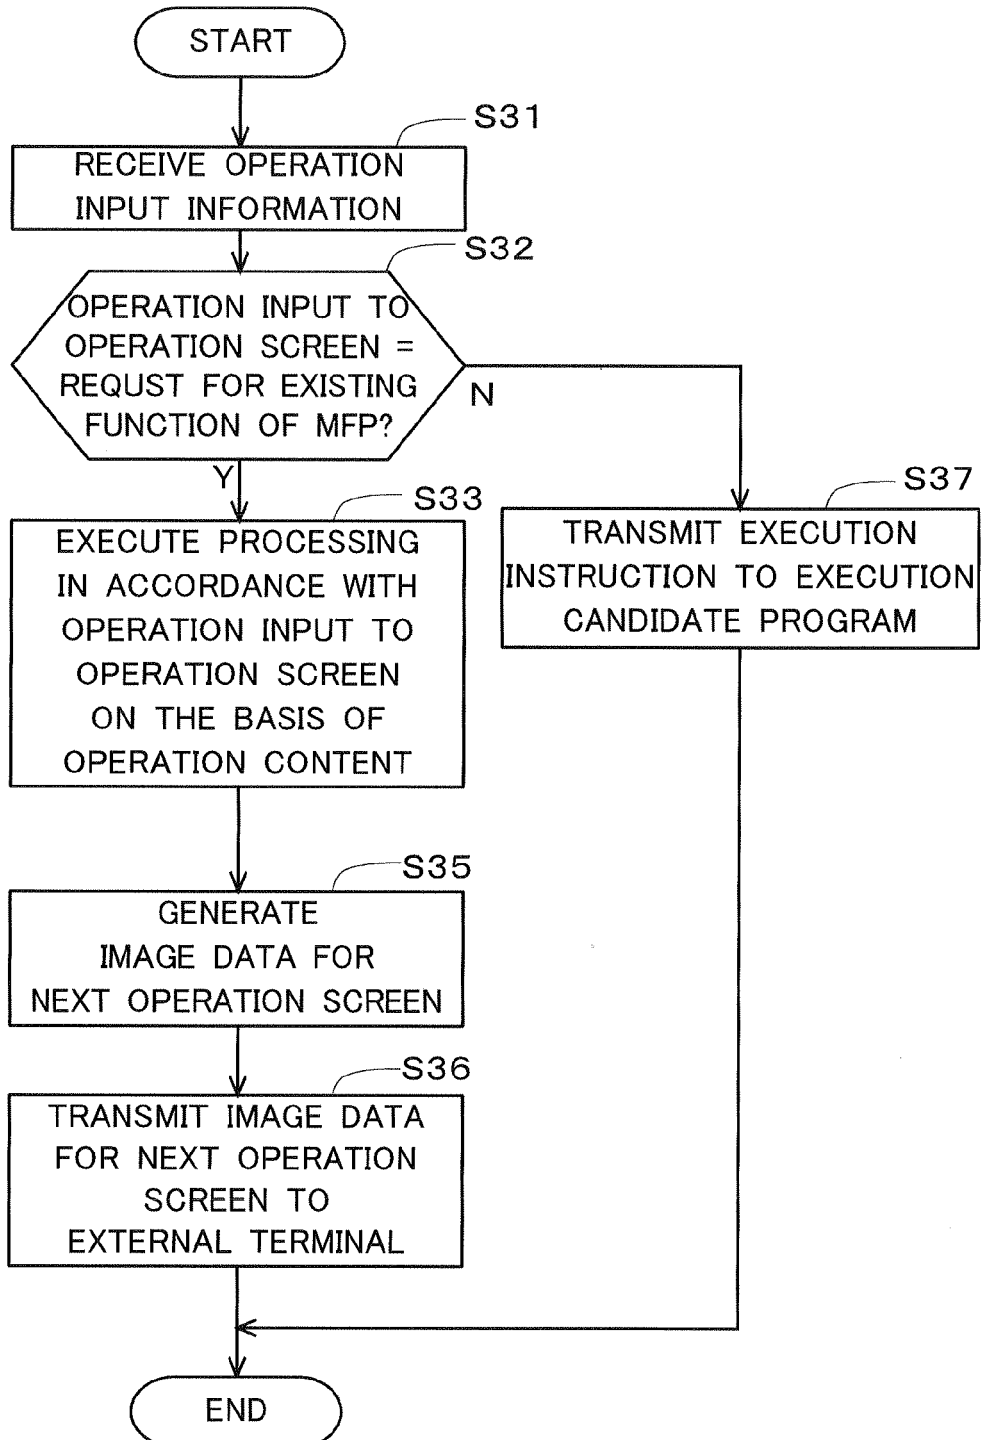 START
S31
RECEIVE OPERATION
INPUT INFORMATION
S32
OPERATION INPUT TO
OPERATION SCREEN =
REQUST FOR EXISTING
FUNCTION OF MFP?
N
Y
S33
EXECUTE PROCESSING
IN ACCORDANCE WITH
OPERATION INPUT TO
OPERATION SCREEN
ON THE BASIS OF
OPERATION CONTENT
S37
TRANSMIT EXECUTION
INSTRUCTION TO EXECUTION
CANDIDATE PROGRAM
S35
GENERATE
IMAGE DATA FOR
NEXT OPERATION SCREEN
S36
TRANSMIT IMAGE DATA
FOR NEXT OPERATION
SCREEN TO
EXTERNAL TERMINAL
END